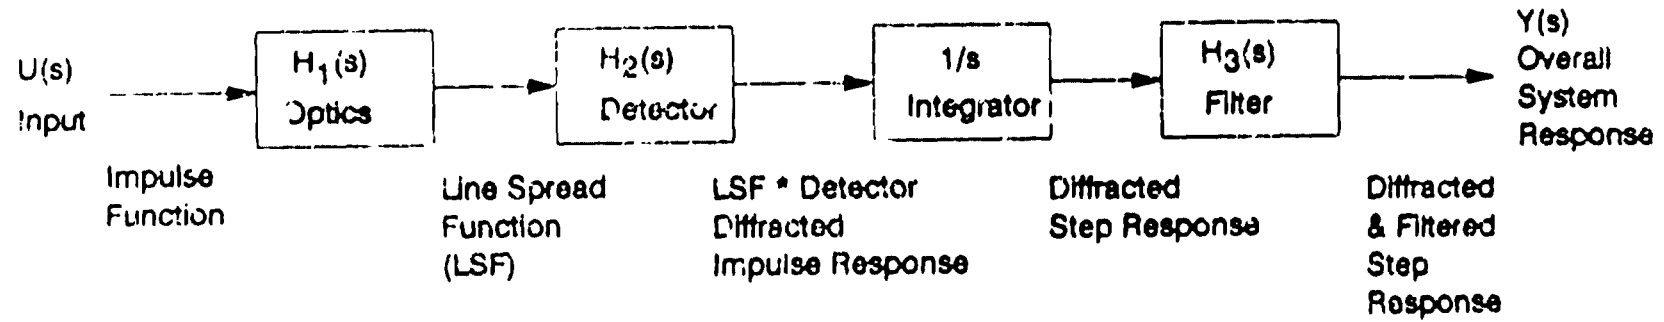 U(s)
Input
H1(s)
Optics
H2(s)
Detector
1/s
Integrator
H3(s)
Filter
Y(s)
Overall
System
Response
Impulse
Function
Line Spread
Function
(LSF)
LSF * Detector
Diffracted
Impulse Response
Diffracted
Step Response
Diffracted
& Filtered
Step
Response